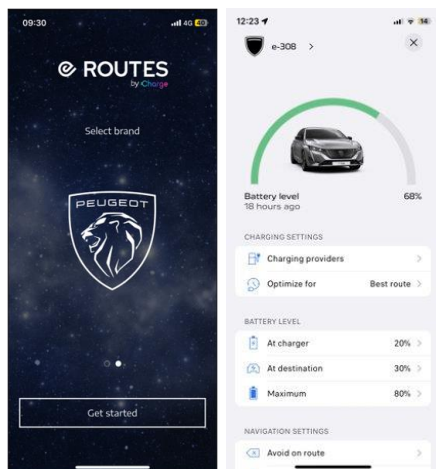 09:30
4G 40
ROUTES
by Charge
Select brand
PEUGEOT
Get started
12:23
14
e-308
Battery level
68%
18 hours ago
CHARGING SETTINGS
Charging providers
Optimize for
Best route
BATTERY LEVEL
At charger
20%
At destination
30%
Maximum
80%
NAVIGATION SETTINGS
Avoid on route